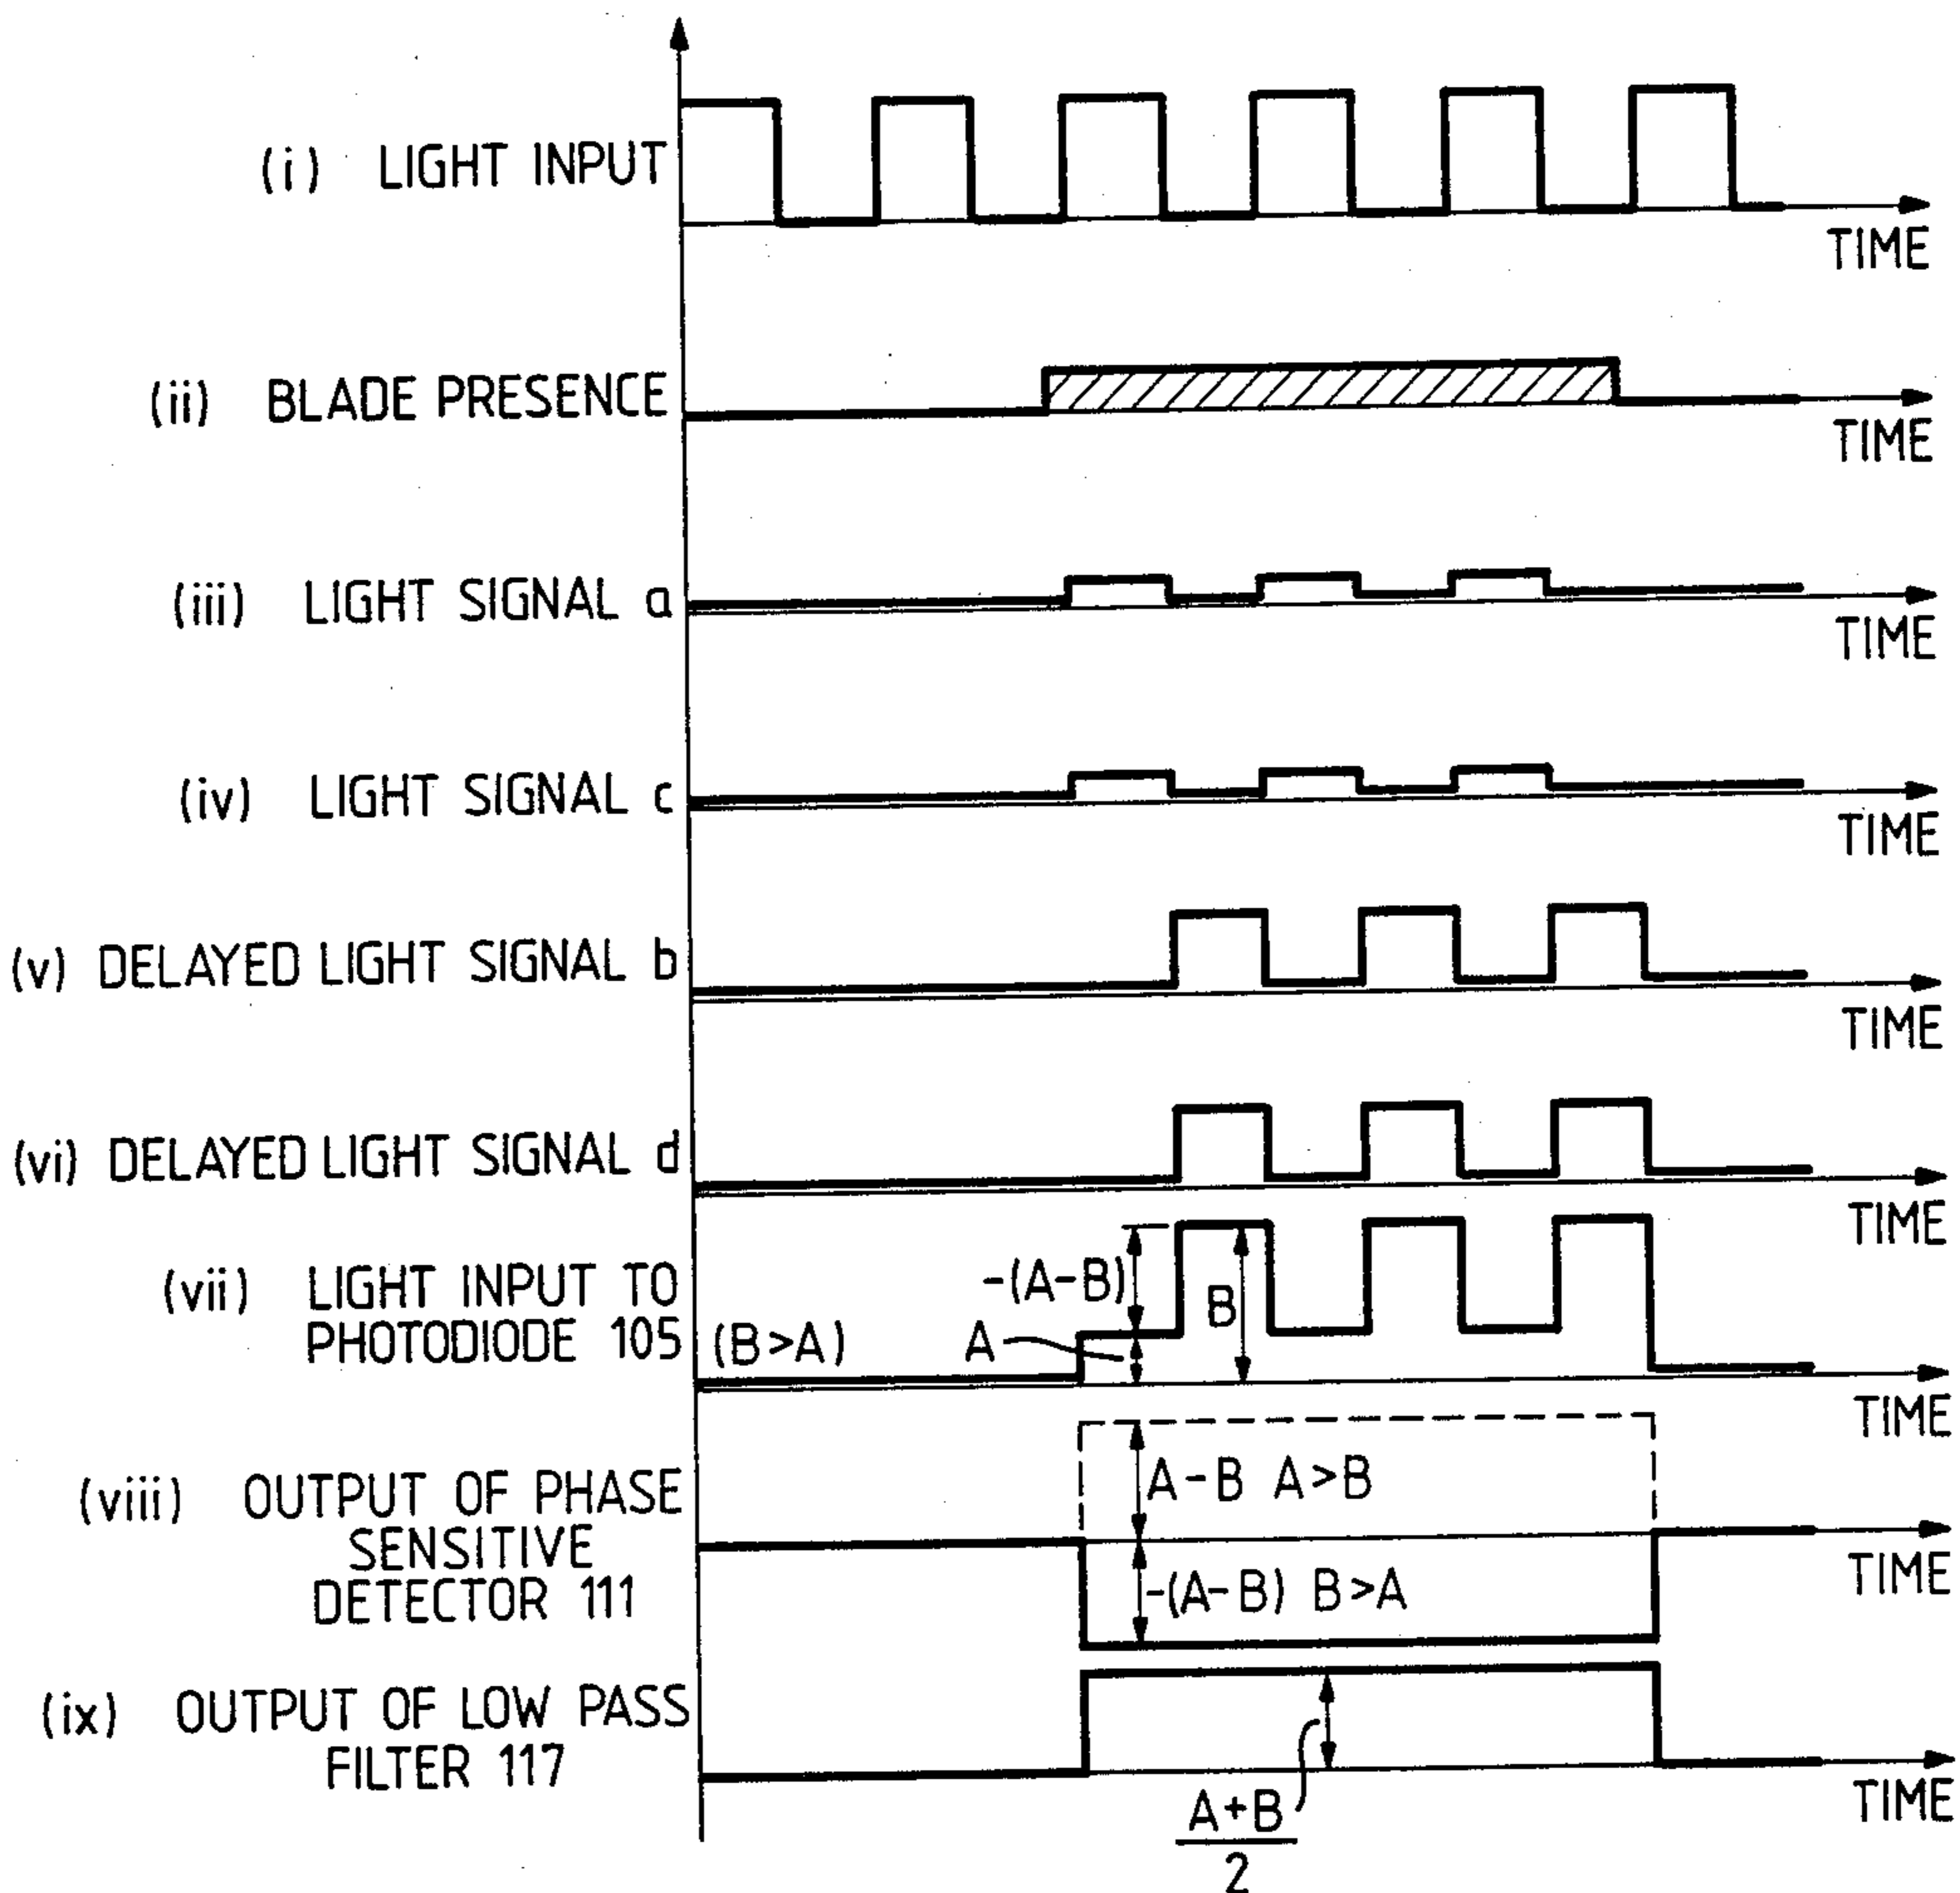 (i) LIGHT INPUT
TIME
(ii) BLADE PRESENCE
TIME
(iii) LIGHT SIGNAL a
TIME
(iv) LIGHT SIGNAL c
TIME
(v) DELAYED LIGHT SIGNAL b
TIME
(vi) DELAYED LIGHT SIGNAL d
TIME
(vii) LIGHT INPUT TO
PHOTODIODE 105 (B>A)
-(A-B)
A
B
TIME
(viii) OUTPUT OF PHASE
SENSITIVE
DETECTOR 111
A-B A>B
-(A-B) B>A
TIME
(ix) OUTPUT OF LOW PASS
FILTER 117
A+B
2
TIME